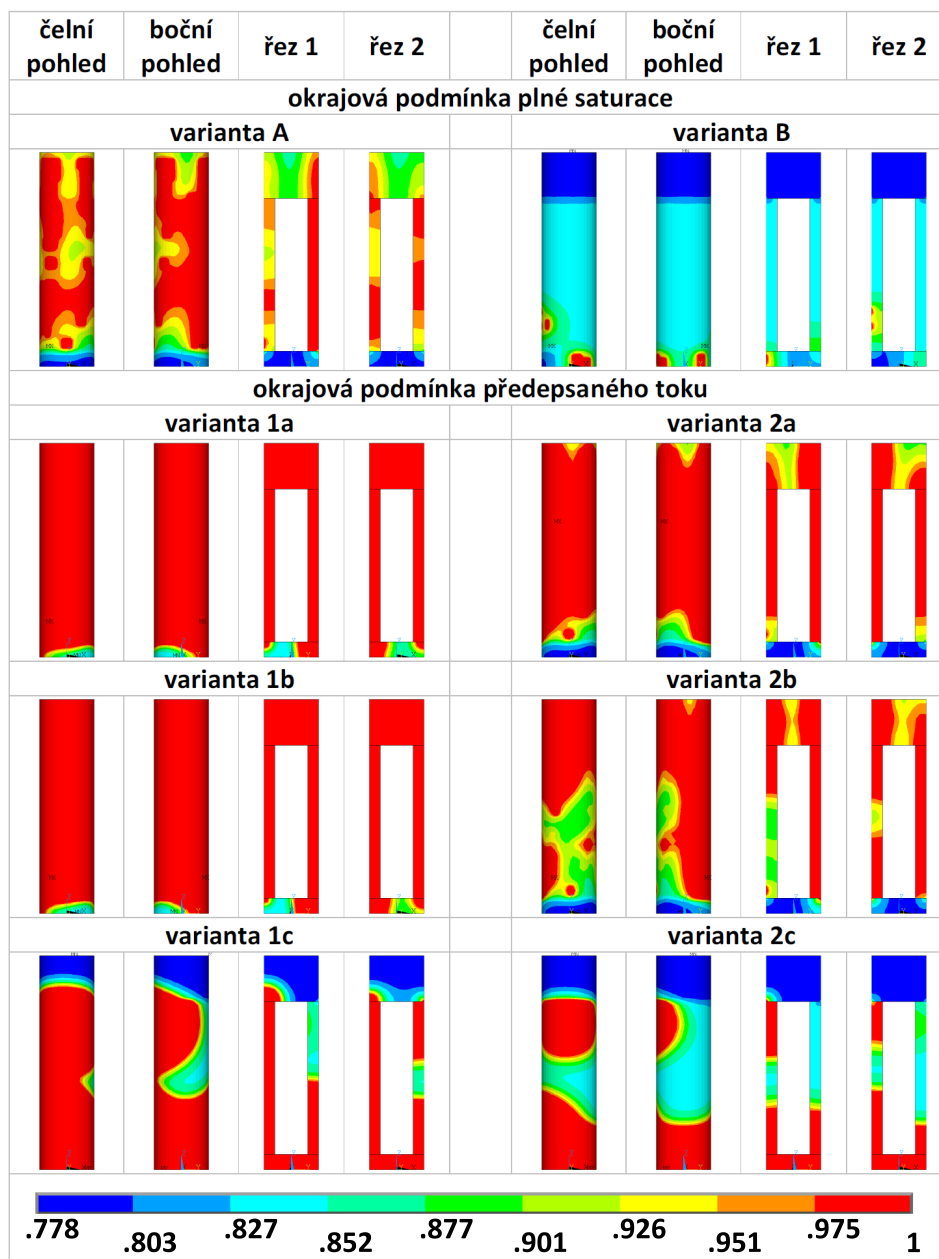 čelní pohled boční pohled řez 1 řez 2 čelní pohled boční pohled řez 1 řez 2
okrajová podmínka plné saturace
varianta A varianta B
okrajová podmínka předepsaného toku
varianta 1a varianta 2a
varianta 1b varianta 2b
varianta 1c varianta 2c
.778 .803 .827 .852 .877 .901 .926 .951 .975 1